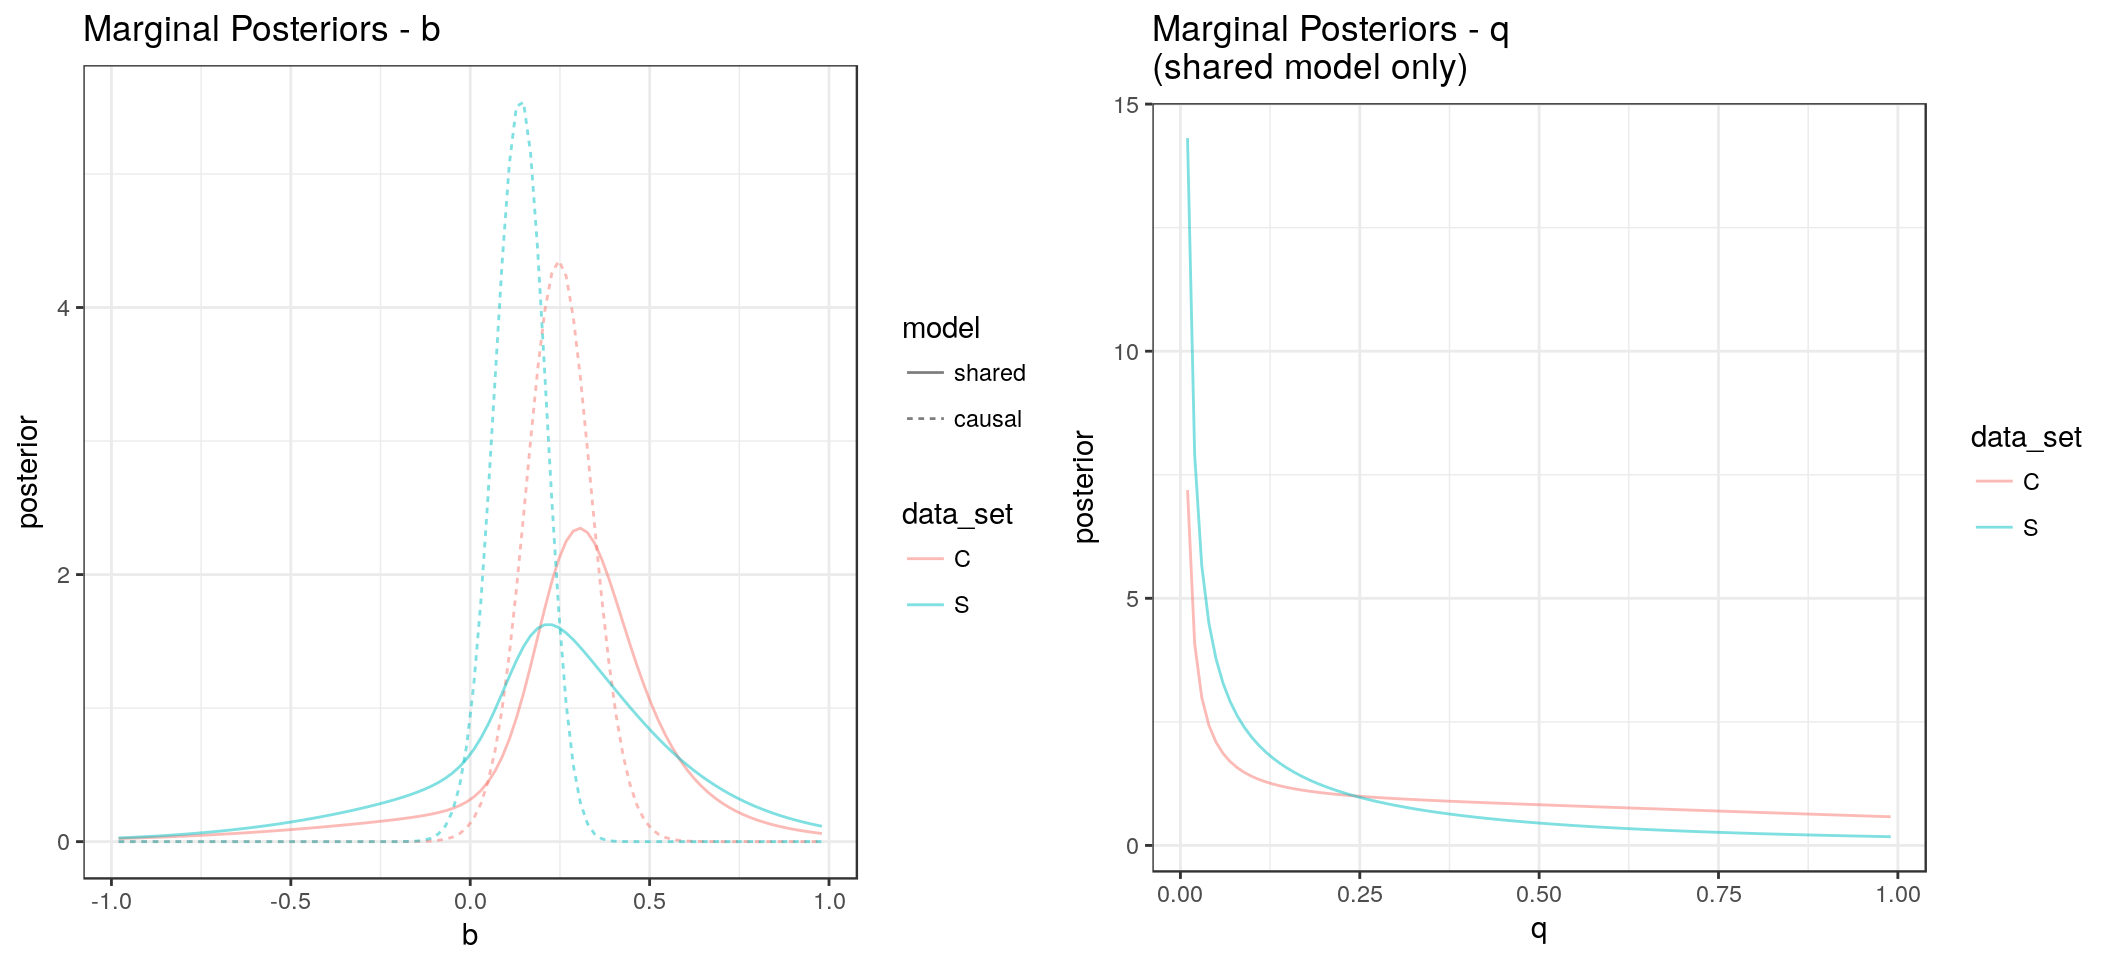 Marginal Posteriors - b
posterior
4
2
0
-1.0
-0.5
0.0
0.5
1.0
b
model
shared
causal
data_set
C
S
Marginal Posteriors - q
(shared model only)
posterior
15
10
5
0
0.00
0.25
0.50
0.75
1.00
q
data_set
C
S